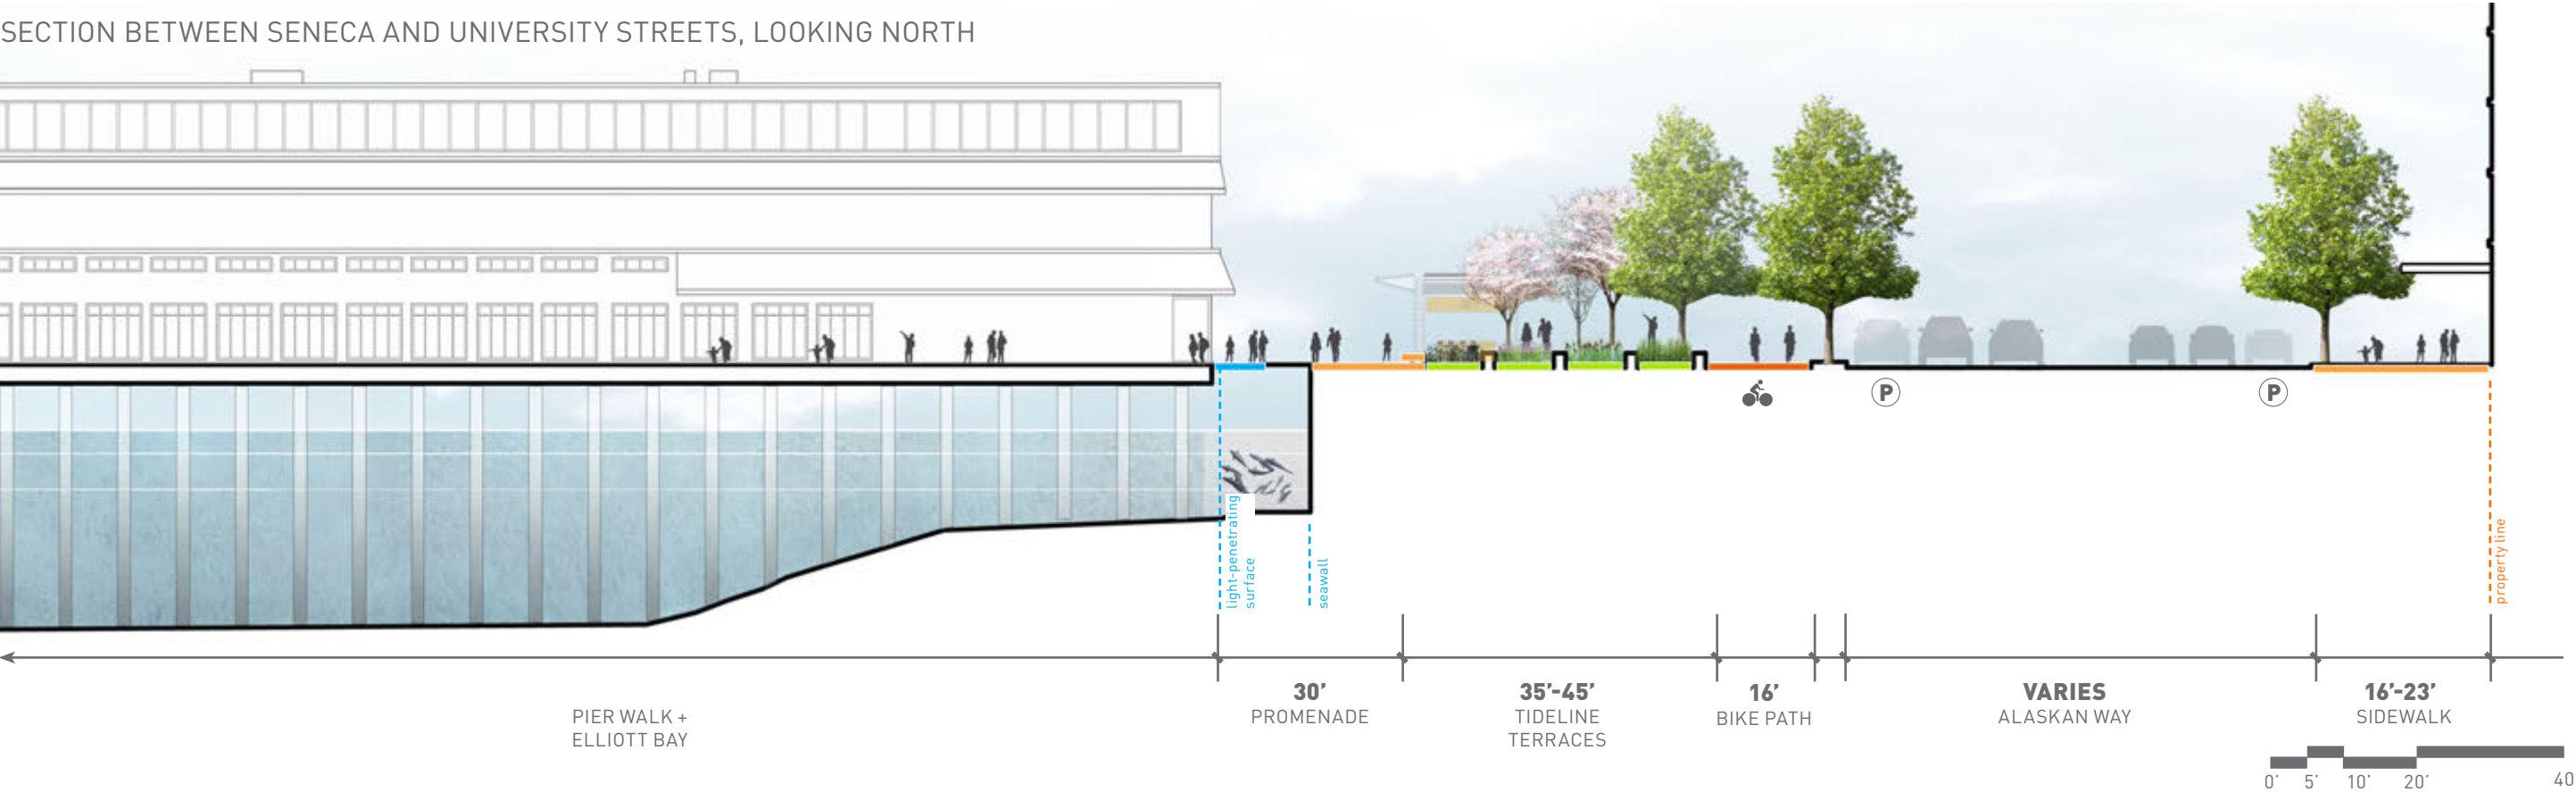 SECTION BETWEEN SENECA AND UNIVERSITY STREETS, LOOKING NORTH
P
P
light-penetrating
surface
seawall
property line
PIER WALK +
ELLIOTT BAY
30’
PROMENADE
35’-45’
TIDELINE
TERRACES
16’
BIKE PATH
VARIES
ALASKAN WAY
16’-23’
SIDEWALK
0’ 5’ 10’ 20’ 40